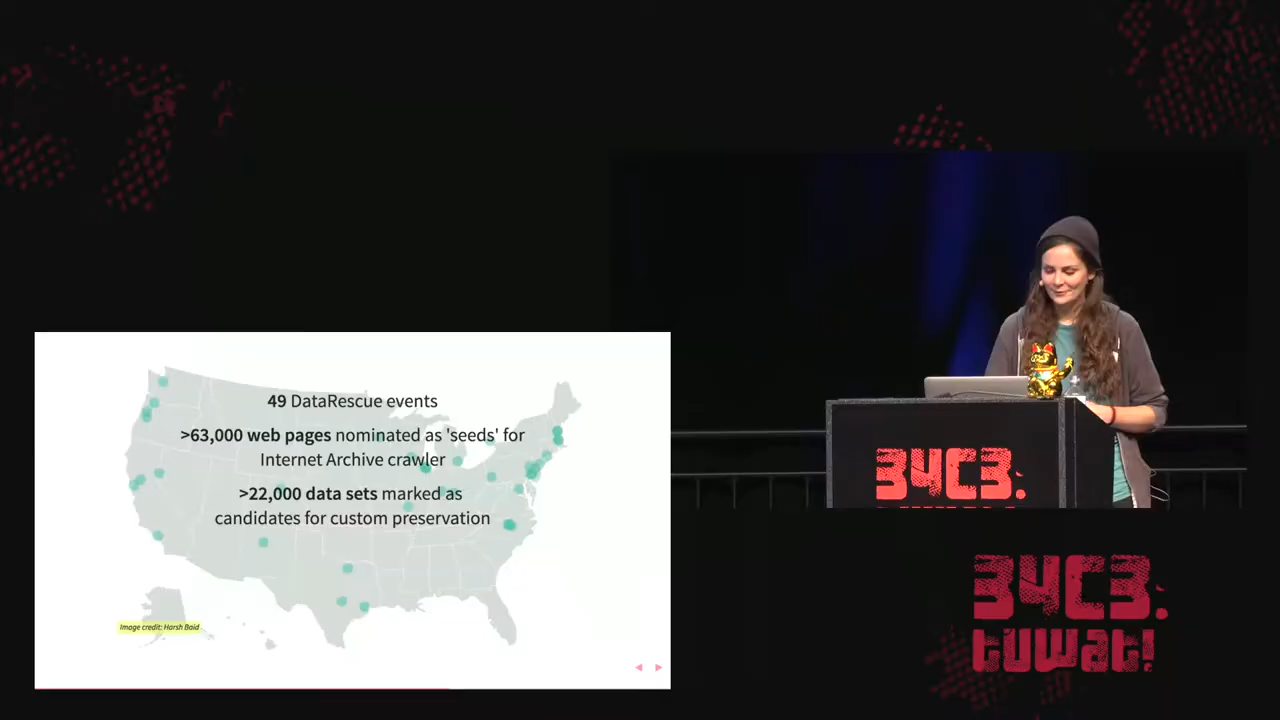 49 DataRescue events
>63,000 web pages nominated as 'seeds' for
Internet Archive crawler
>22,000 data sets marked as
candidates for custom preservation
Image credit: Harsh Baid
34C3.
34C3.
tuwat!